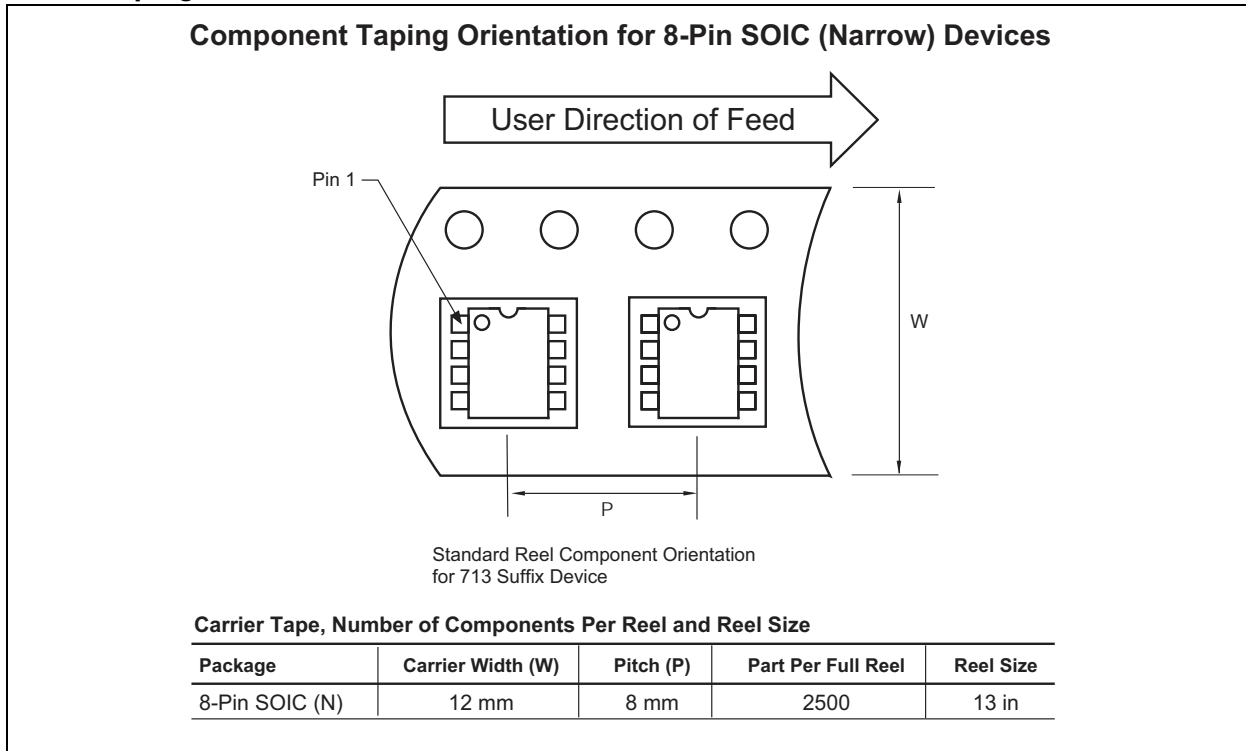 Component Taping Orientation for 8-Pin SOIC (Narrow) Devices
User Direction of Feed
Pin 1
W
P
Standard Reel Component Orientation
for 713 Suffix Device
Carrier Tape, Number of Components Per Reel and Reel Size
Package Carrier Width (W) Pitch (P) Part Per Full Reel Reel Size
8-Pin SOIC (N) 12 mm 8 mm 2500 13 in